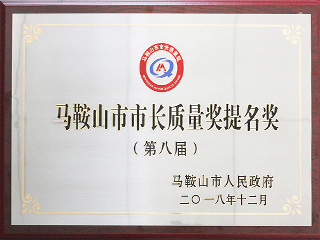 马鞍山市市长质量奖提名奖
（第八届）
马鞍山市人民政府
二〇一八年十二月